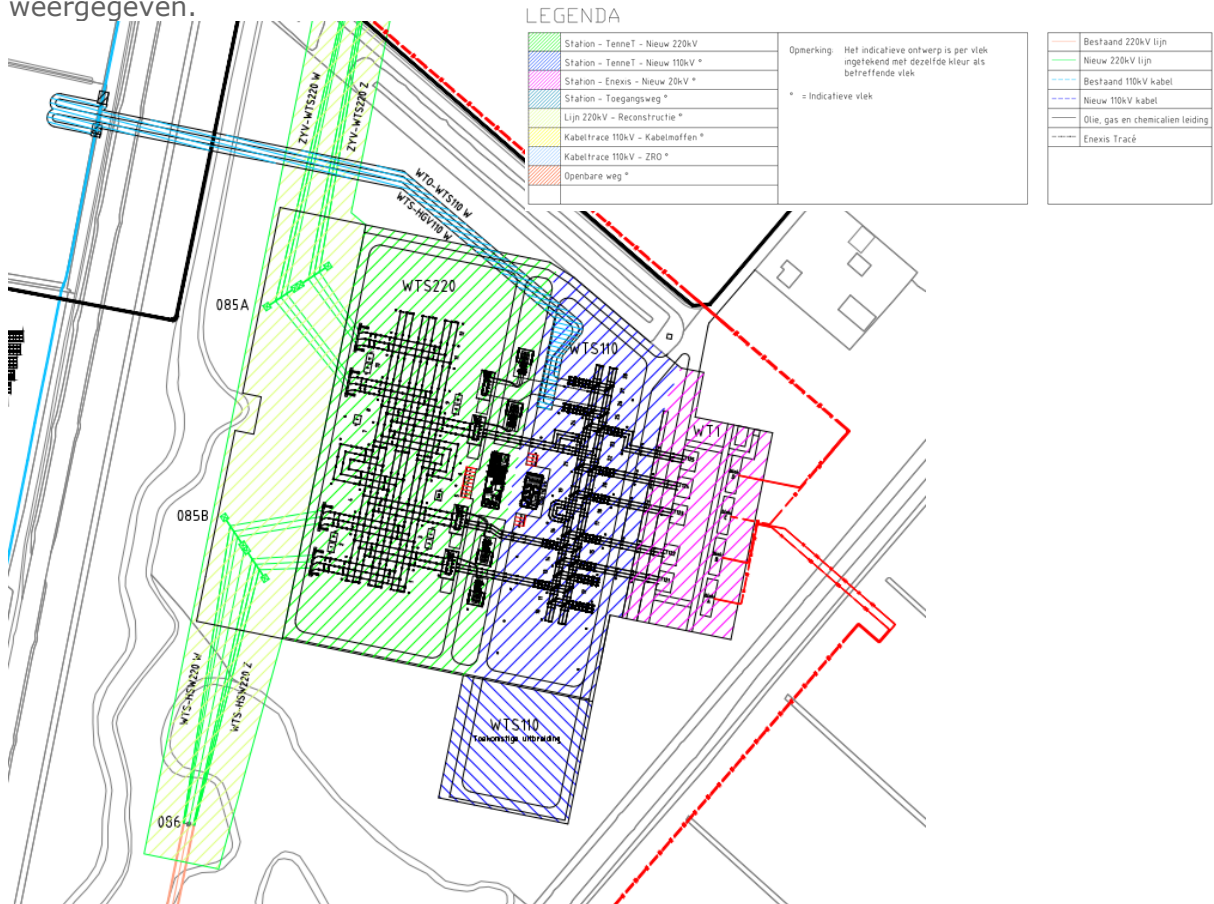 weergegeven.
LEGENDA
Station - TenneT - Nieuw 220kV
Station - TenneT - Nieuw 110kV *
Station - Enexis - Nieuw 20kV *
Station - Toegangsweg *
Lijn 220kV - Reconstructie *
Kabeltrace 110kV - Kabelmoffen *
Kabeltrace 110kV - ZRO *
Openbare weg *
Opmerking: Het indicatieve ontwerp is per vlek
ingetekend met dezelfde kleur als
betreffende vlek
* = Indicatieve vlek
Bestaand 220kV lijn
Nieuw 220kV lijn
Bestaand 110kV kabel
Nieuw 110kV kabel
Olie, gas en chemicalien leiding
Enexis Tracé
ZYV-WTS220 W
ZYV-WTS220 Z
WTO-WTS110 W
WTS-HGV110 W
085A
WTS220
WTS110
WT1
085B
WTS-HSW220 W
WTS-HSW220 Z
WTS110
Toekomstige uitbreiding
086